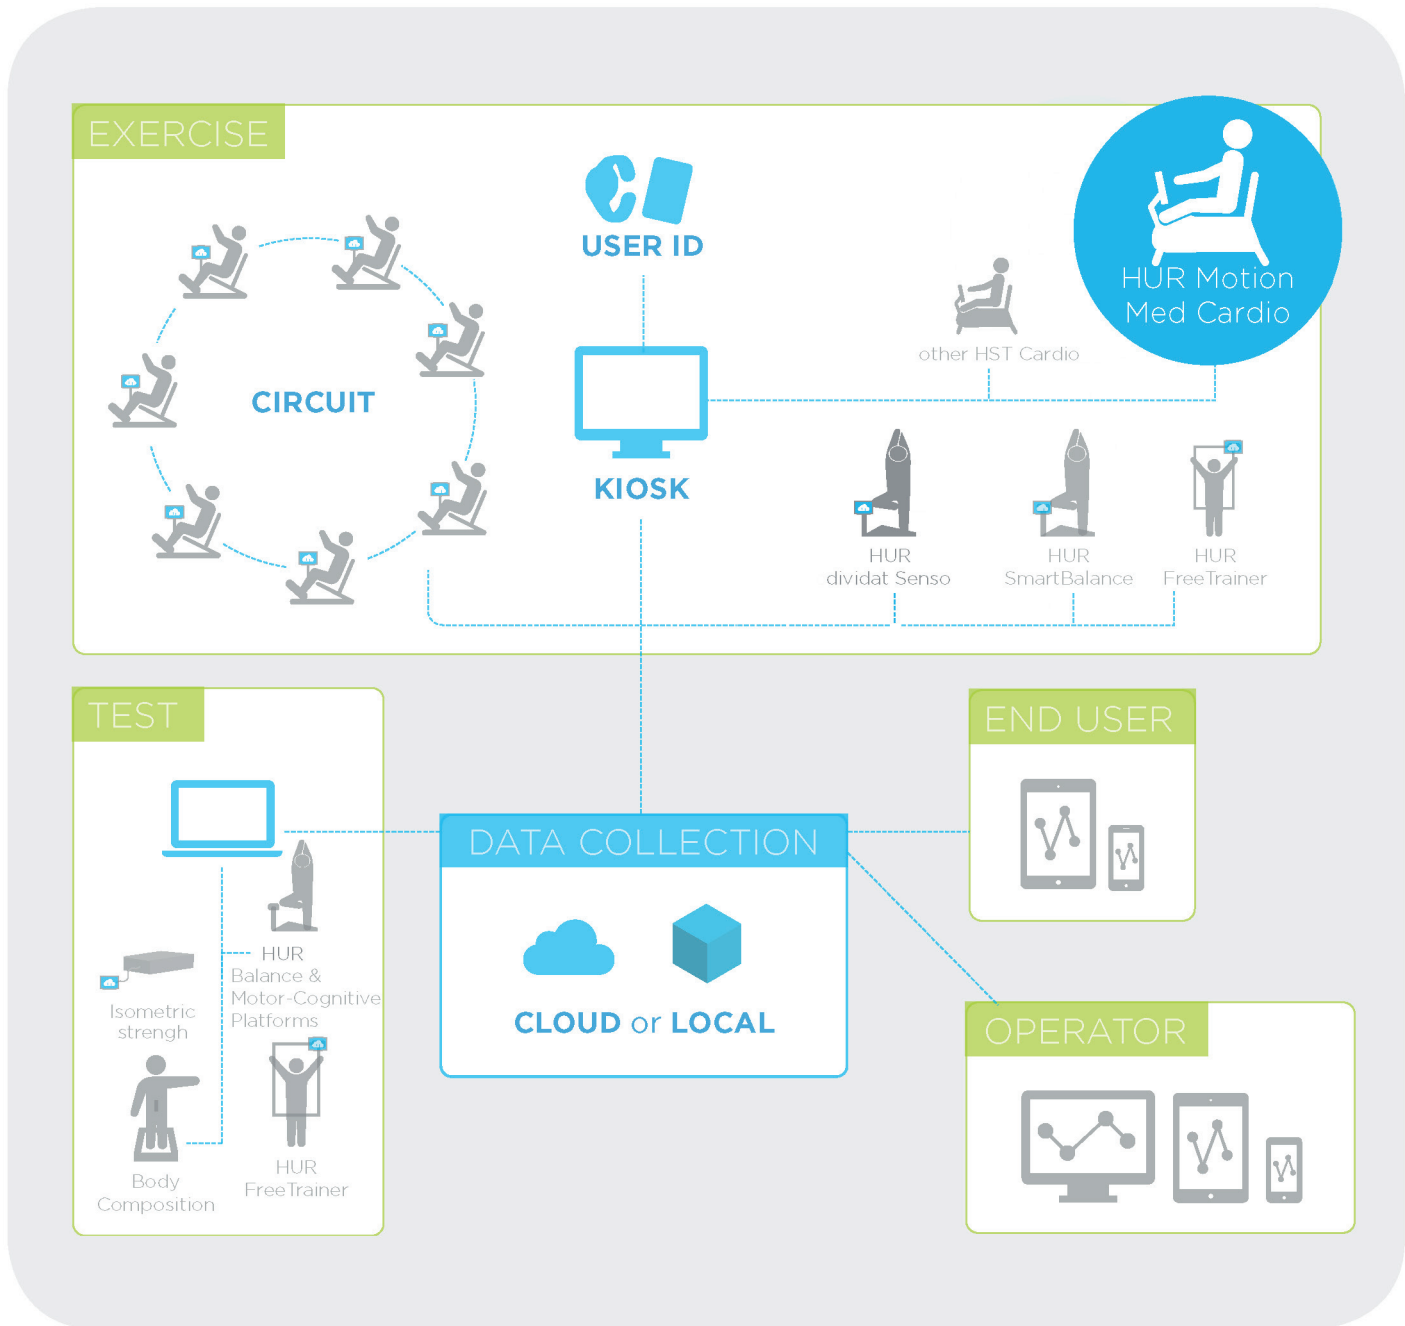 EXERCISE
USER ID
HUR Motion
Med Cardio
other HST Cardio
CIRCUIT
KIOSK
HUR
dividat Senso
HUR
SmartBalance
HUR
FreeTrainer
TEST
HUR
Balance &
Motor-Cognitive
Platforms
Isometric
strengh
Body
Composition
HUR
FreeTrainer
DATA COLLECTION
CLOUD or LOCAL
END USER
OPERATOR